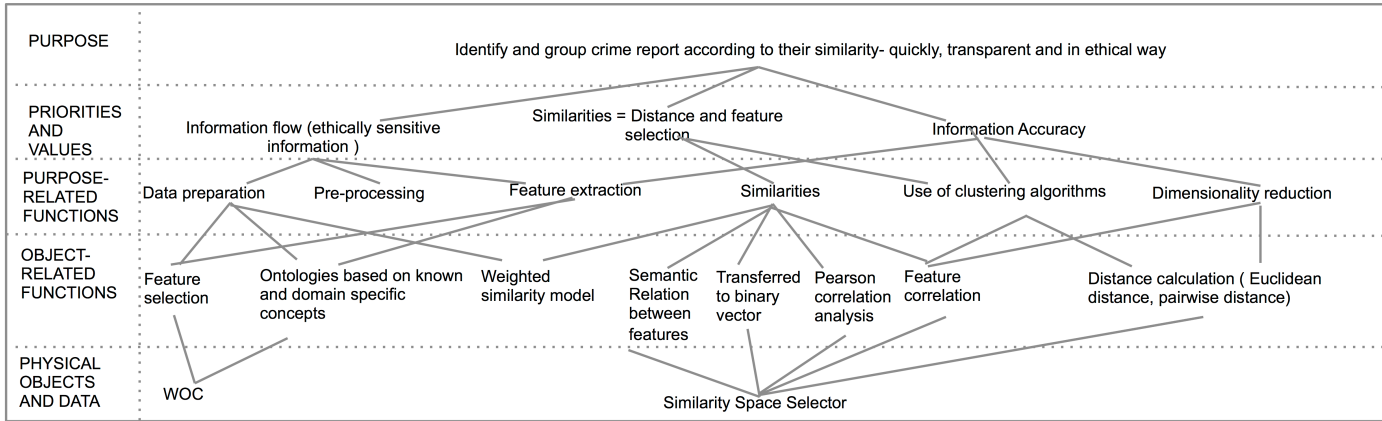 PURPOSE
Identify and group crime report according to their similarity- quickly, transparent and in ethical way
PRIORITIES
AND
VALUES
Information flow (ethically sensitive
information )
Similarities = Distance and feature
selection
Information Accuracy
PURPOSE-
RELATED
FUNCTIONS
Data preparation
Pre-processing
Feature extraction
Similarities
Use of clustering algorithms
Dimensionality reduction
OBJECT-
RELATED
FUNCTIONS
Feature
selection
Ontologies based on known
and domain specific
concepts
Weighted
similarity model
Semantic
Relation
between
features
Transferred
to binary
vector
Pearson
correlation
analysis
Feature
correlation
Distance calculation ( Euclidean
distance, pairwise distance)
PHYSICAL
OBJECTS
AND DATA
WOC
Similarity Space Selector